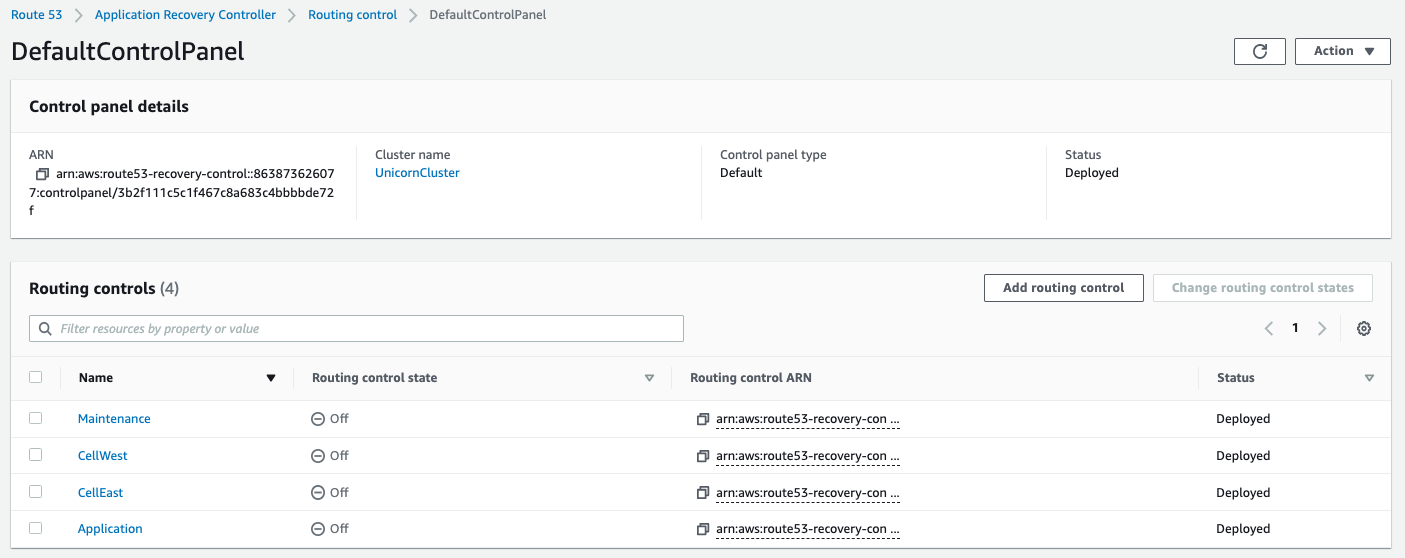 Route 53 > Application Recovery Controller > Routing control > DefaultControlPanel
DefaultControlPanel
Action
Control panel details
ARN
arn:aws:route53-recovery-control::86387362607
7:controlpanel/3b2f111c5c1f467c8a683c4bbbbde72
f
Cluster name
UnicornCluster
Control panel type
Default
Status
Deployed
Routing controls (4)
Add routing control
Change routing control states
Filter resources by property or value
1
Name Routing control state Routing control ARN Status
Maintenance Off arn:aws:route53-recovery-con ... Deployed
CellWest Off arn:aws:route53-recovery-con ... Deployed
CellEast Off arn:aws:route53-recovery-con ... Deployed
Application Off arn:aws:route53-recovery-con ... Deployed